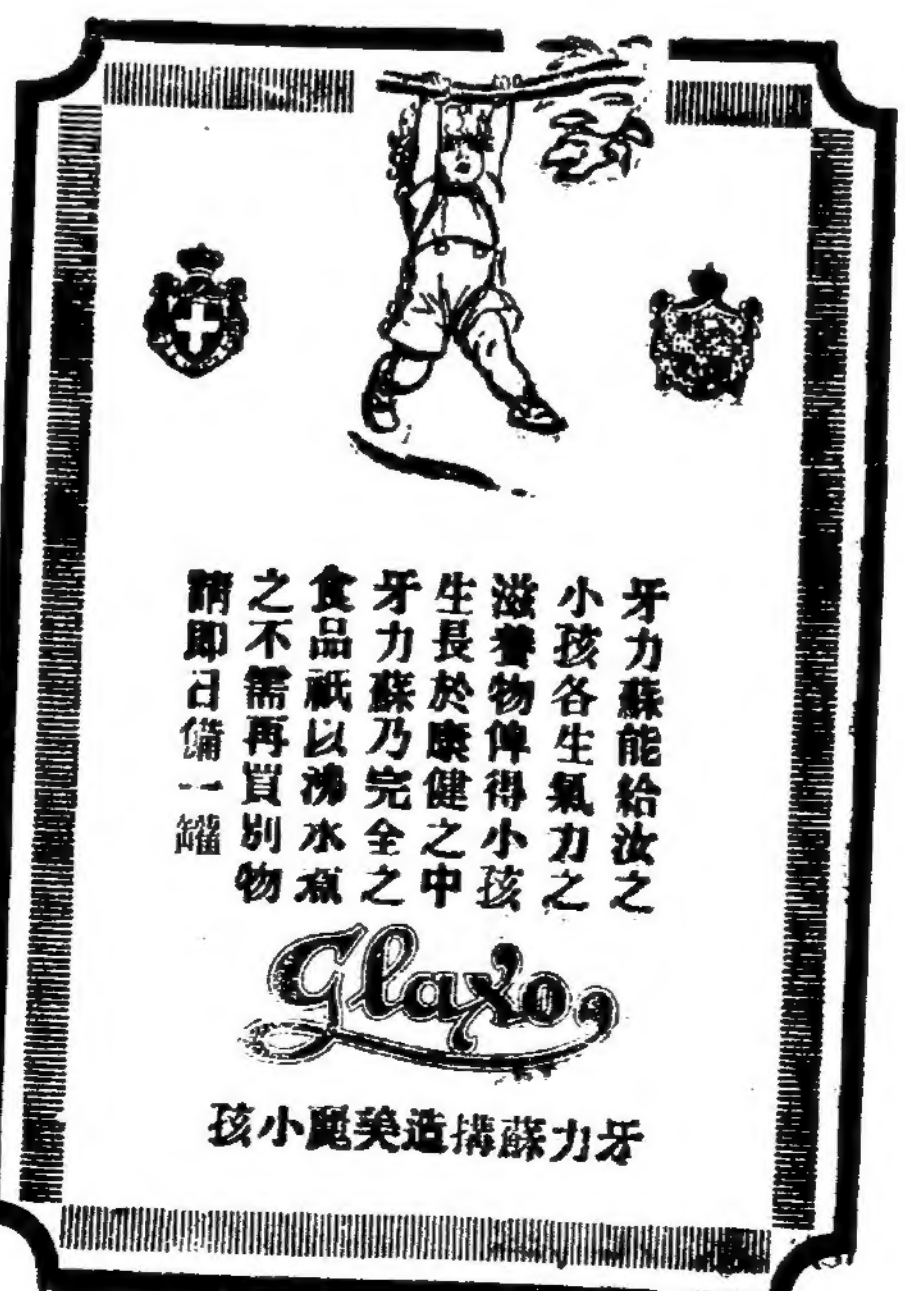 牙力蘇能給汝之
小孩各生氣力之
滋養物俾得小孩
生長於康健之中
牙力蘇乃完全之
食品祇以沸水煮
之不需再買別物
請即日備一罐
Glaxo
牙力蘇搆造美麗小孩